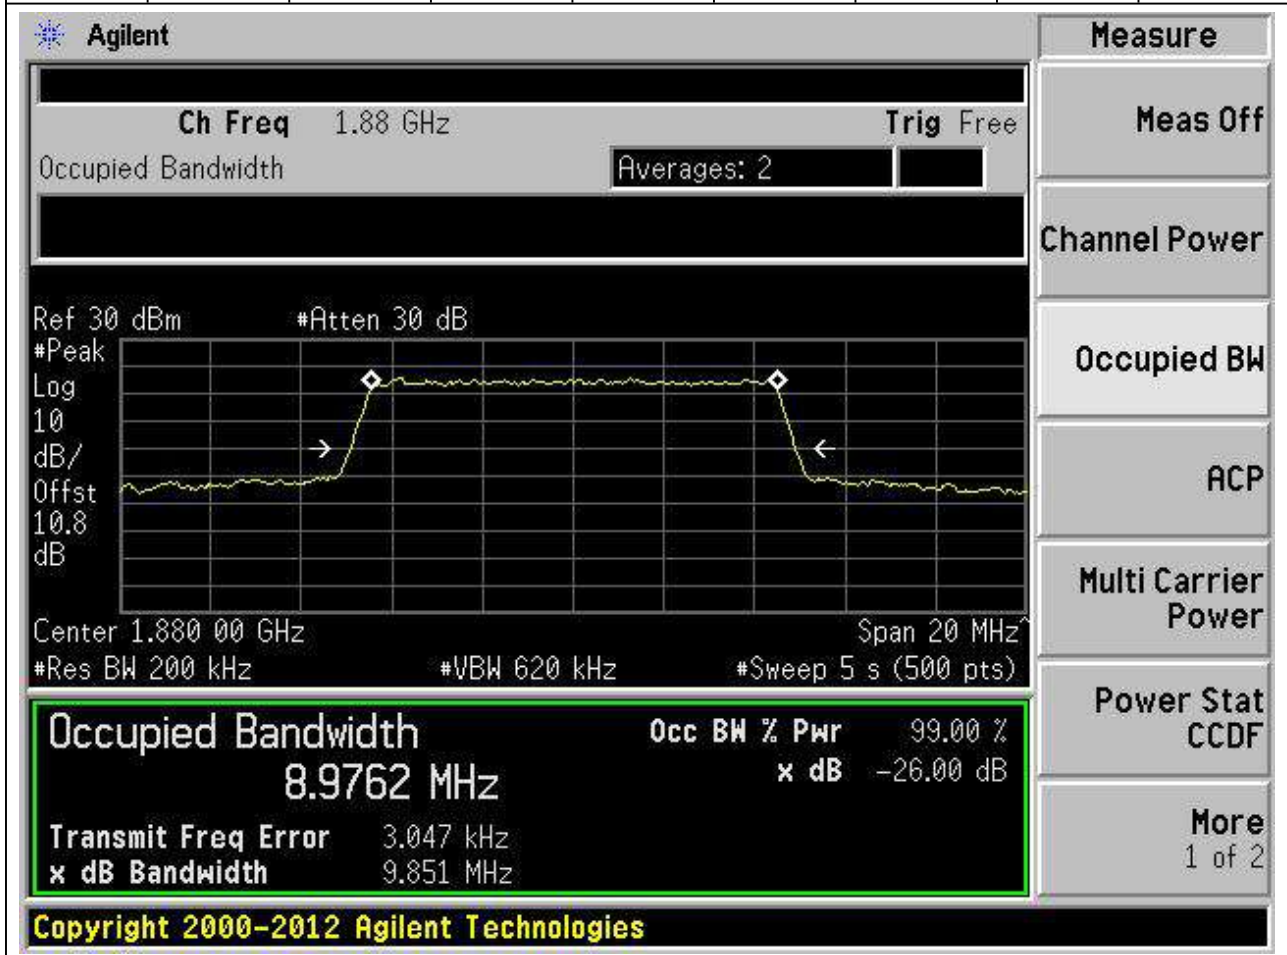 Agilent
Measure
Ch Freq 1.88 GHz Trig Free
Occupied Bandwidth Averages: 2
Meas Off
Channel Power
Occupied BW
ACP
Multi Carrier
Power
Power Stat
CCDF
More
1 of 2
Ref 30 dBm #Atten 30 dB
#Peak
Log
10
dB/
Offst
10.8
dB
Center 1.880 00 GHz Span 20 MHz^
#Res BW 200 kHz #VBW 620 kHz #Sweep 5 s (500 pts)
Occupied Bandwidth Occ BW % Pwr 99.00 %
8.9762 MHz x dB -26.00 dB
Transmit Freq Error 3.047 kHz
x dB Bandwidth 9.851 MHz
Copyright 2000-2012 Agilent Technologies